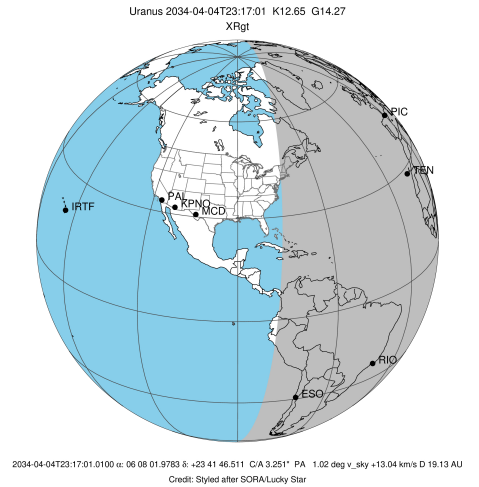 Uranus 2034-04-04T23:17:01 K12.65 G14.27
XRgt
PIC
TEN
PAL
KPNO
MCD
IRTF
RIO
ESO
2034-04-04T23:17:01.0100 α: 06 08 01.9783 δ: +23 41 46.511 C/A 3.251" PA 1.02 deg v_sky +13.04 km/s D 19.13 AU
Credit: Styled after SORA/Lucky Star